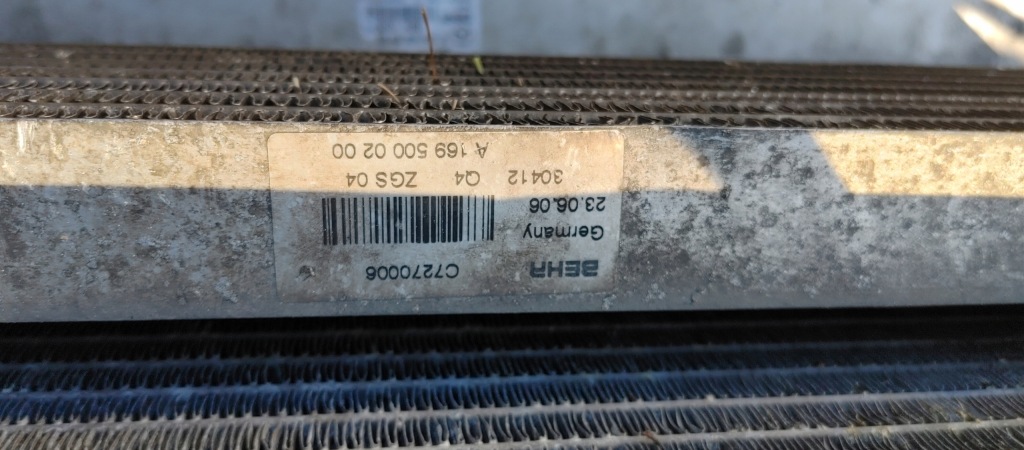 BEHR C7270006
Germany
23.06.06
30412 Q4 ZGS 04
A 169 500 02 00